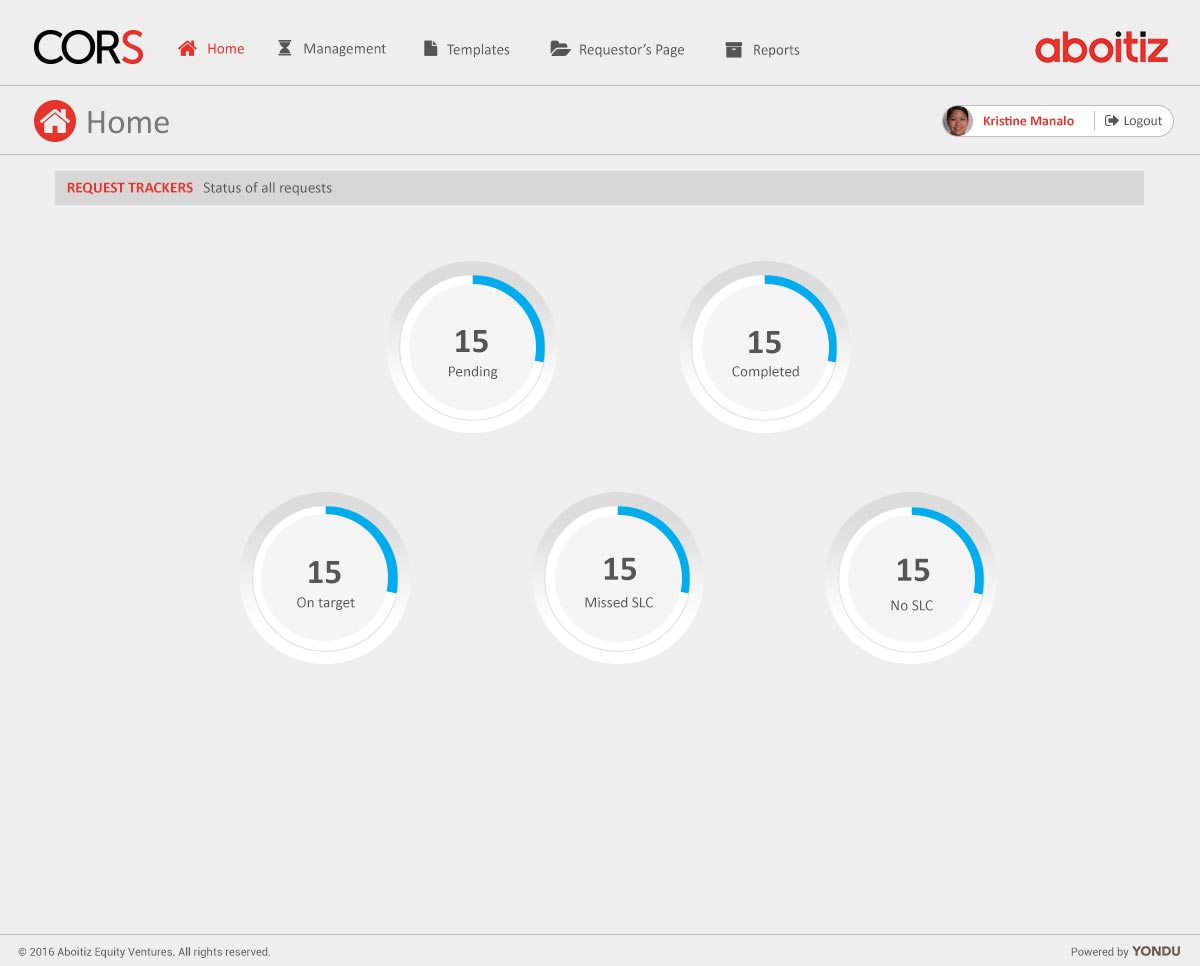 CORS Home Management Templates Requestor's Page Reports aboitiz
Home
Kristine Manalo Logout
REQUEST TRACKERS Status of all requests
15
Pending
15
Completed
15
On target
15
Missed SLC
15
No SLC
© 2016 Aboitiz Equity Ventures. All rights reserved.
Powered by YONDU